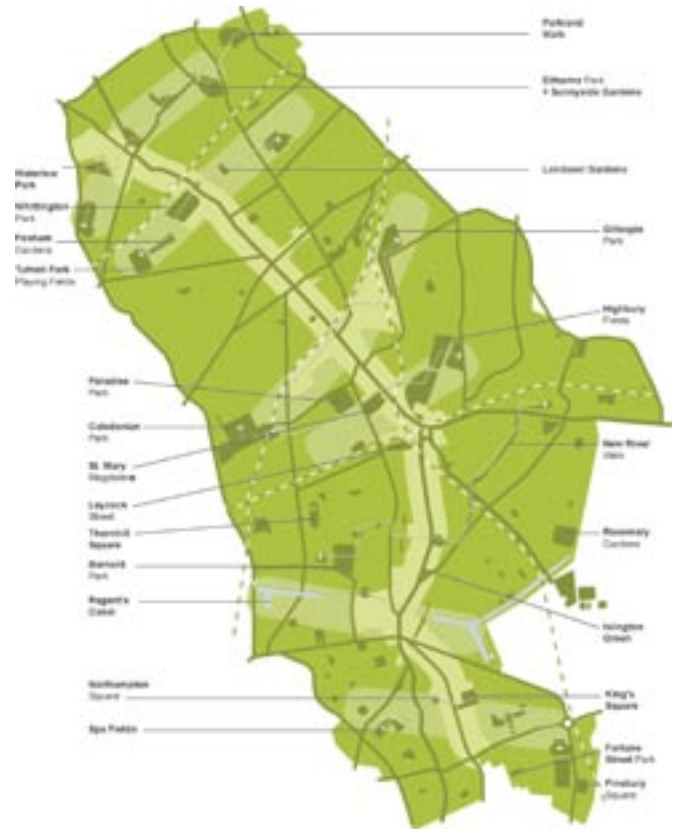 Parkland
Walk
Elthorne Park
+ Sunnyside Gardens
Landseer Gardens
Gillespie
Park
Highbury
Fields
New River
Walk
Rosemary
Gardens
Islington
Green
King's
Square
Fortune
Street Park
Finsbury
Square
Waterlow
Park
Whittington
Park
Foxham
Gardens
Tufnell Park
Playing Fields
Paradise
Park
Caledonian
Park
St. Mary
Magdalene
Laycock
Street
Thornhill
Square
Barnard
Park
Regent's
Canal
Northampton
Square
Spa Fields